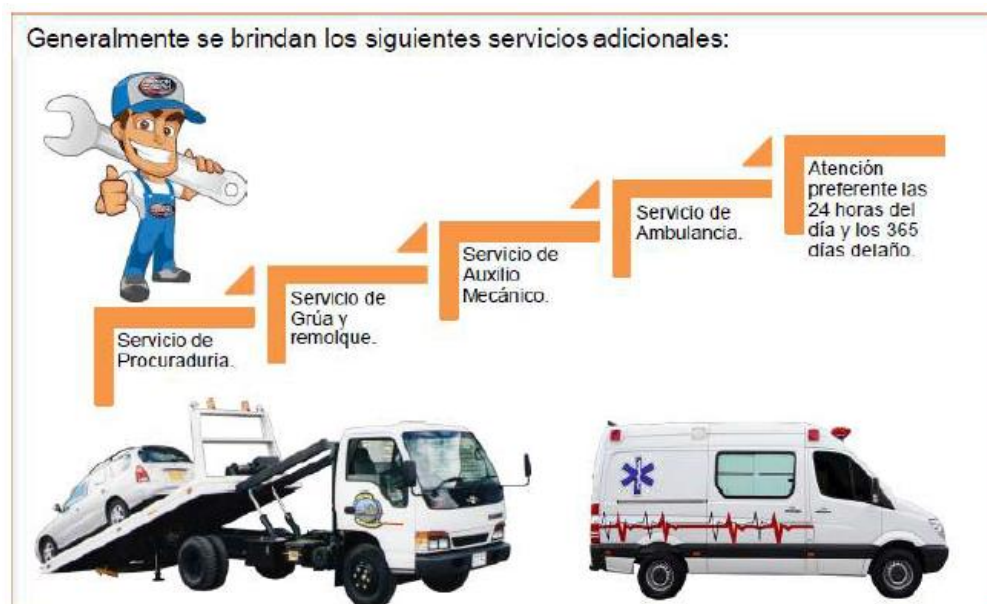 Generalmente se brindan los siguientes servicios adicionales:
Servicio de
Procuraduria.
Servicio de
Grúa y
remolque.
Servicio de
Auxilio
Mecánico.
Servicio de
Ambulancia.
Atención
preferente las
24 horas del
día y los 365
días delaño.